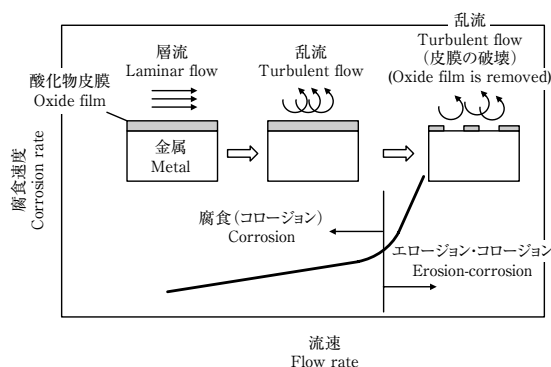 層流
Laminar flow
乱流
Turbulent flow
乱流
Turbulent flow
(皮膜の破壊)
(Oxide film is removed)
酸化物皮膜
Oxide film
金属
Metal
腐食速度
Corrosion rate
腐食(コロージョン)
Corrosion
エロージョン・コロージョン
Erosion-corrosion
流速
Flow rate